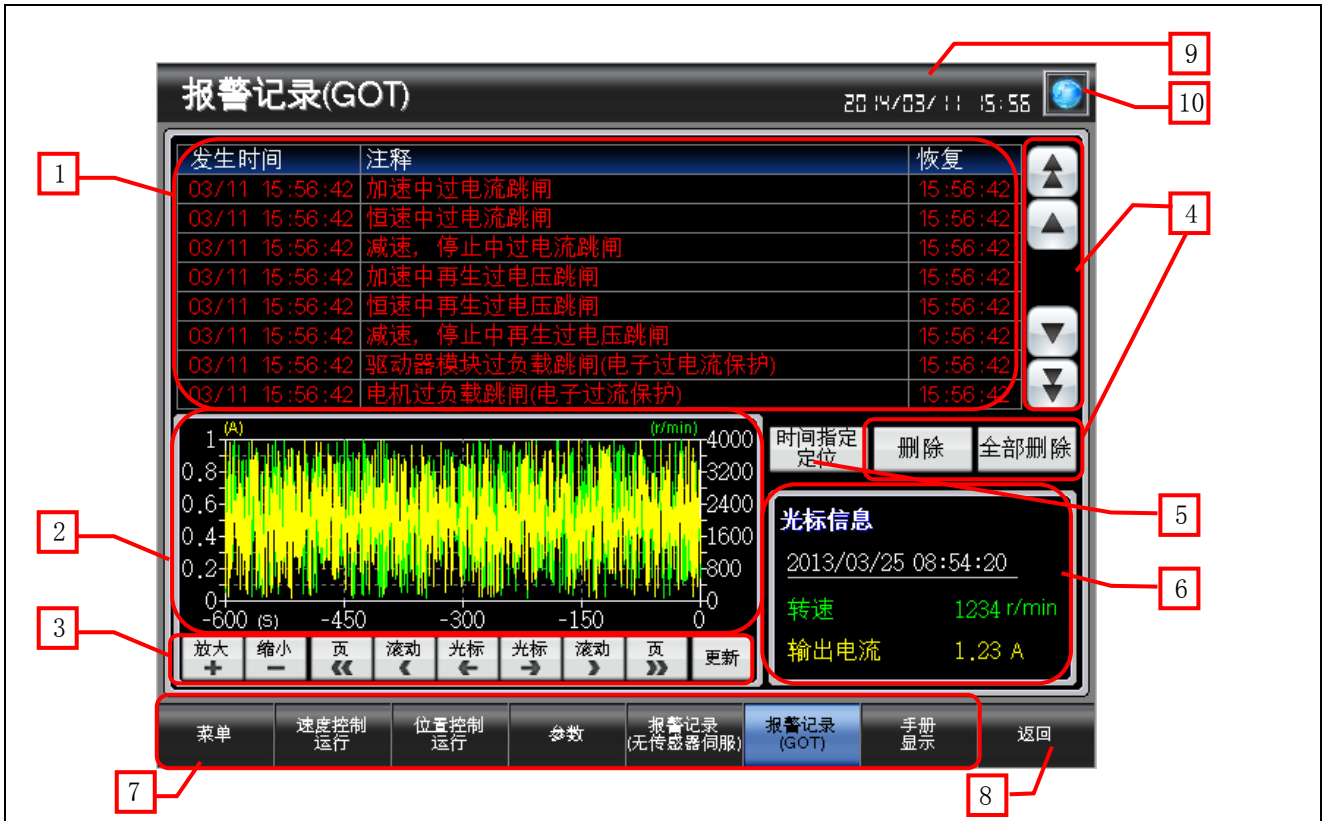 9
报警记录(GOT)
2014/03/11 15:56
10
1
发生时间 注释 恢复
03/11 15:56:42 加速中过电流跳闸 15:56:42
03/11 15:56:42 恒速中过电流跳闸 15:56:42
03/11 15:56:42 减速, 停止中过电流跳闸 15:56:42
03/11 15:56:42 加速中再生过电压跳闸 15:56:42
03/11 15:56:42 恒速中再生过电压跳闸 15:56:42
03/11 15:56:42 减速, 停止中再生过电压跳闸 15:56:42
03/11 15:56:42 驱动器模块过负载跳闸(电子过电流保护) 15:56:42
03/11 15:56:42 电机过负载跳闸(电子过流保护) 15:56:42
4
(A) (r/min)
1 4000
0.8 3200
0.6 2400
0.4 1600
0.2 800
0 0
-600 (S) -450 -300 -150 0
2
时间指定
定位
删除 全部删除
5
光标信息
2013/03/25 08:54:20
转速 1234 r/min
输出电流 1.23 A
6
3
放大 缩小 页 滚动 光标 光标 滚动 页 更新
菜单
速度控制
运行
位置控制
运行
参数
报警记录
(无传感器伺服)
报警记录
(GOT)
手册
显示
返回
7
8